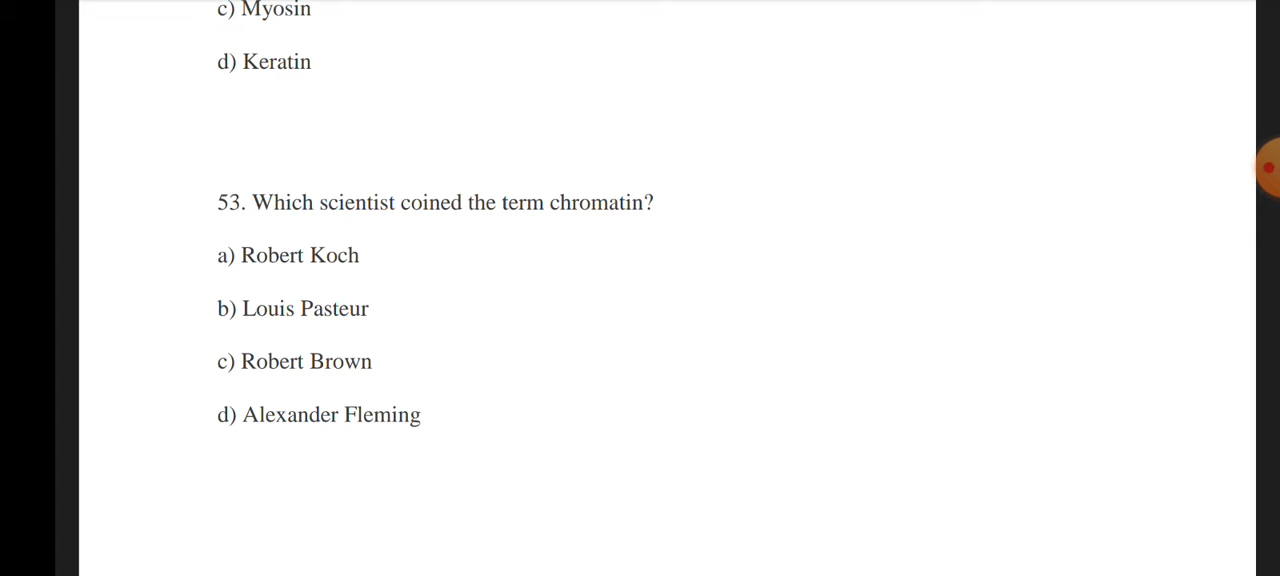 c) Myosin
d) Keratin
53. Which scientist coined the term chromatin?
a) Robert Koch
b) Louis Pasteur
c) Robert Brown
d) Alexander Fleming